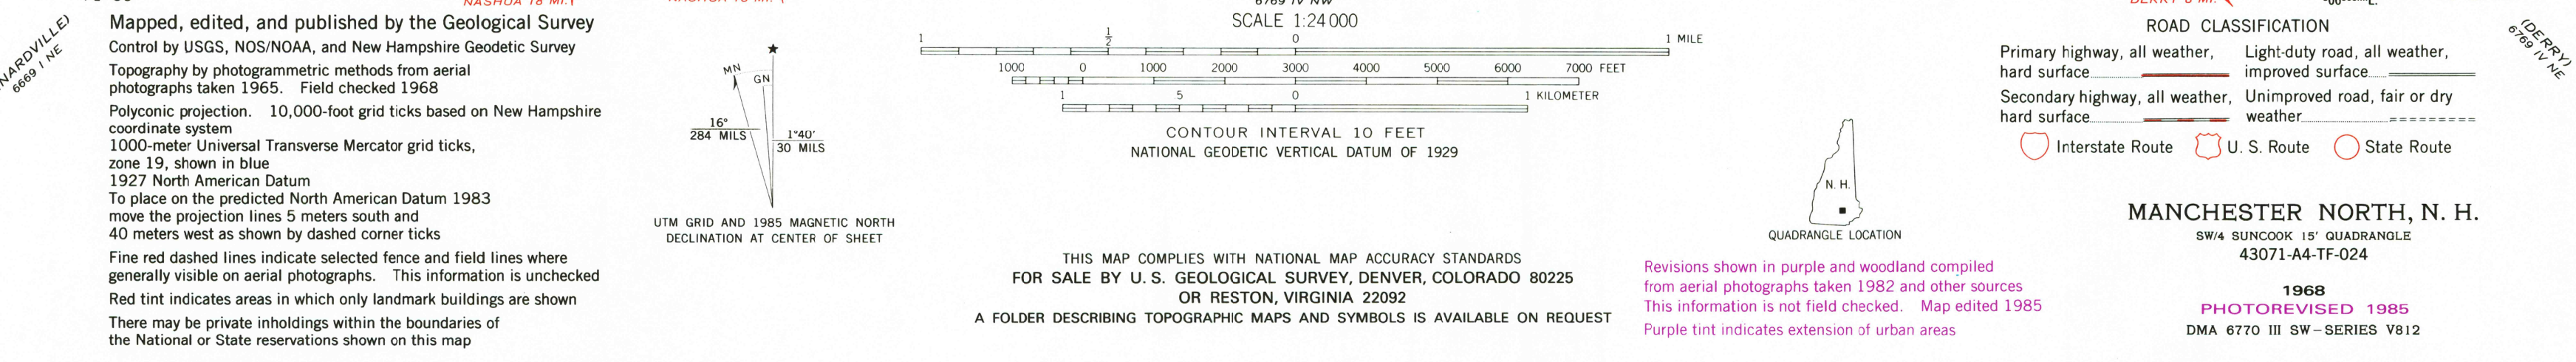 NASHUA 18 MI.
6769 IV NW
DERRY 8 MI.
NARDVILLE)
6669 I NE
Mapped, edited, and published by the Geological Survey
Control by USGS, NOS/NOAA, and New Hampshire Geodetic Survey
Topography by photogrammetric methods from aerial
photographs taken 1965. Field checked 1968
Polyconic projection. 10,000-foot grid ticks based on New Hampshire
coordinate system
1000-meter Universal Transverse Mercator grid ticks,
zone 19, shown in blue
1927 North American Datum
To place on the predicted North American Datum 1983
move the projection lines 5 meters south and
40 meters west as shown by dashed corner ticks
Fine red dashed lines indicate selected fence and field lines where
generally visible on aerial photographs. This information is unchecked
Red tint indicates areas in which only landmark buildings are shown
There may be private inholdings within the boundaries of
the National or State reservations shown on this map
★
MN
GN
16°
284 MILS
1°40′
30 MILS
UTM GRID AND 1985 MAGNETIC NORTH
DECLINATION AT CENTER OF SHEET
SCALE 1:24 000
1 ½ 0 1 MILE
1000 0 1000 2000 3000 4000 5000 6000 7000 FEET
1 5 0 1 KILOMETER
CONTOUR INTERVAL 10 FEET
NATIONAL GEODETIC VERTICAL DATUM OF 1929
THIS MAP COMPLIES WITH NATIONAL MAP ACCURACY STANDARDS
FOR SALE BY U. S. GEOLOGICAL SURVEY, DENVER, COLORADO 80225
OR RESTON, VIRGINIA 22092
A FOLDER DESCRIBING TOPOGRAPHIC MAPS AND SYMBOLS IS AVAILABLE ON REQUEST
N. H.
QUADRANGLE LOCATION
Revisions shown in purple and woodland compiled
from aerial photographs taken 1982 and other sources
This information is not field checked. Map edited 1985
Purple tint indicates extension of urban areas
ROAD CLASSIFICATION
Primary highway, all weather,
hard surface
Light-duty road, all weather,
improved surface
Secondary highway, all weather,
hard surface
Unimproved road, fair or dry
weather
Interstate Route U. S. Route State Route
(DERRY)
6769 IV NE
MANCHESTER NORTH, N. H.
SW/4 SUNCOOK 15′ QUADRANGLE
43071-A4-TF-024
1968
PHOTOREVISED 1985
DMA 6770 III SW–SERIES V812